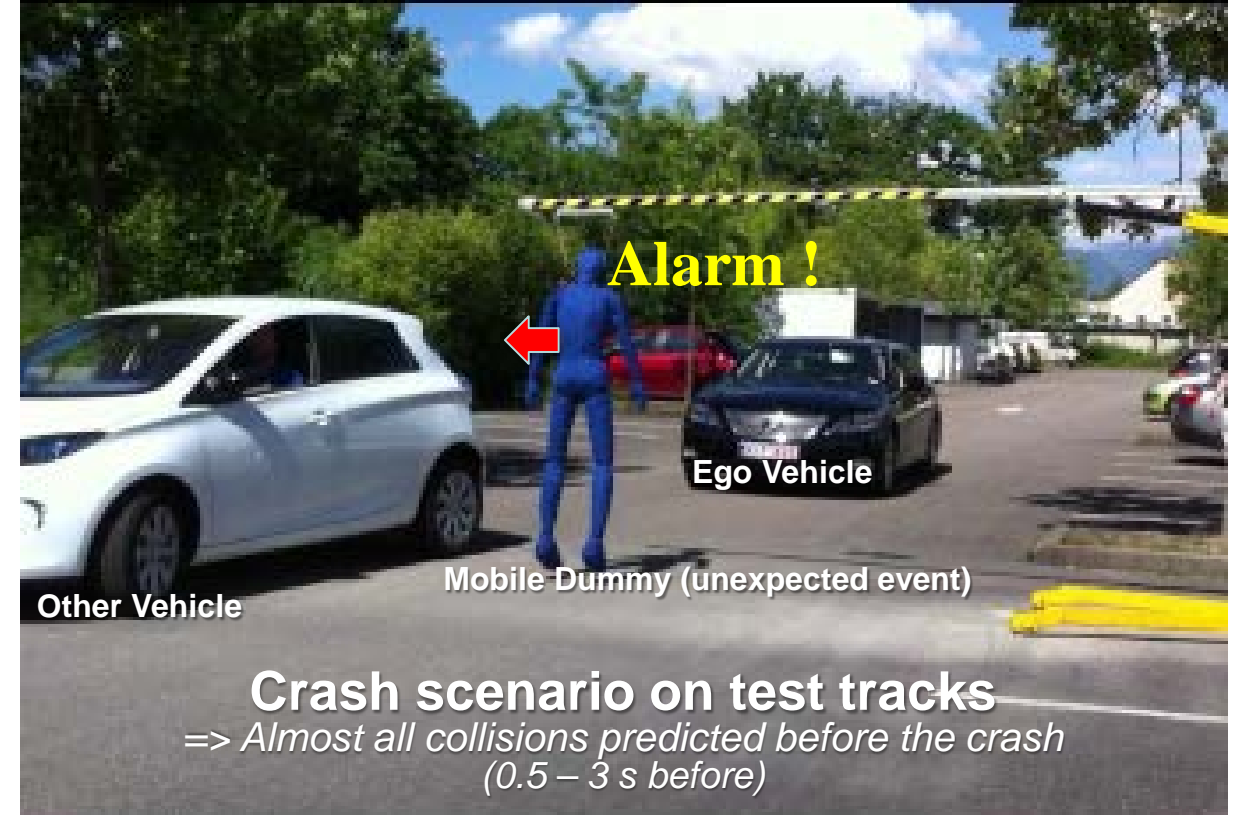 Alarm !
Ego Vehicle
Mobile Dummy (unexpected event)
Other Vehicle
Crash scenario on test tracks
=> Almost all collisions predicted before the crash
(0.5 – 3 s before)